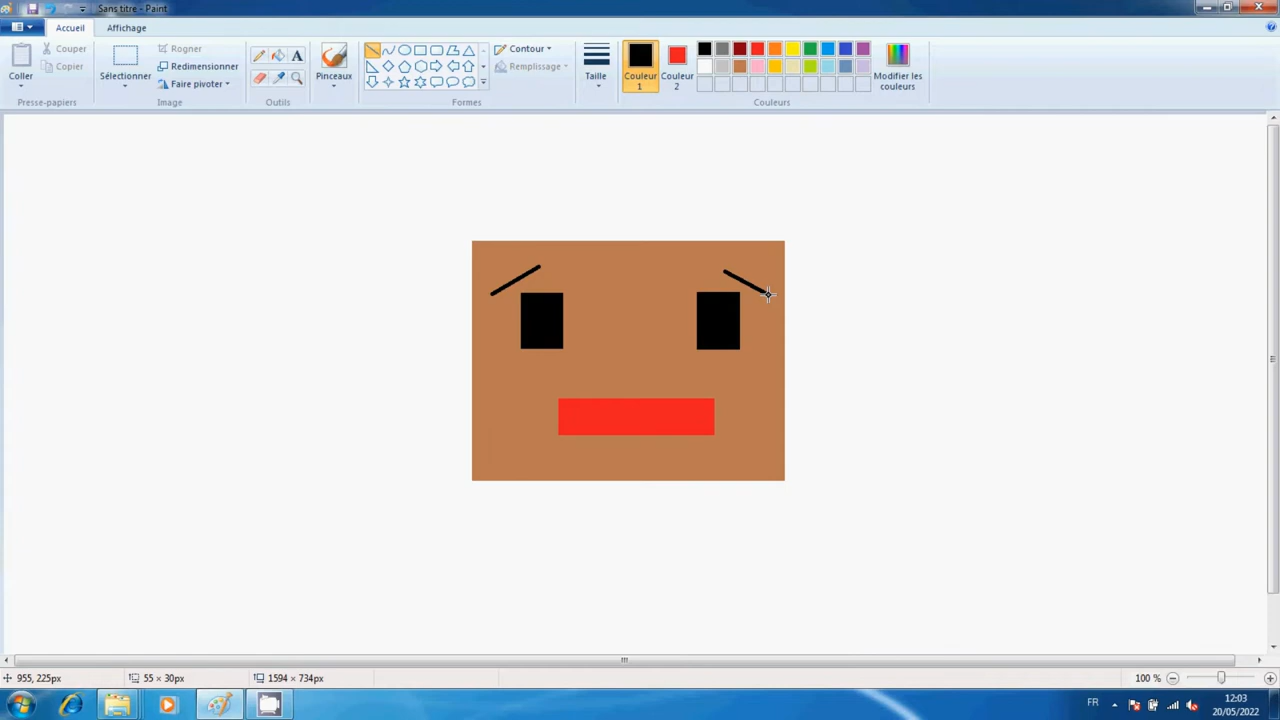 Sans titre - Paint
Accueil Affichage
Coller
Couper
Copier
Presse-papiers
Sélectionner
Rogner
Redimensionner
Faire pivoter
Image
A
Outils
Pinceaux
Contour
Remplissage
Formes
Taille
Couleur 1
Couleur 2
Modifier les couleurs
Couleurs
955, 225px
55 × 30px
1594 × 734px
100 %
FR
12:03
20/05/2022